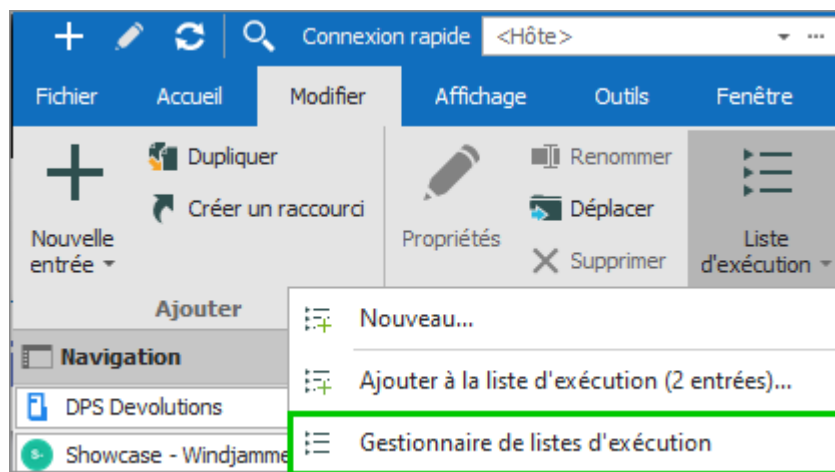 Connexion rapide <Hôte>
Fichier Accueil Modifier Affichage Outils Fenêtre
Nouvelle entrée
Dupliquer
Créer un raccourci
Ajouter
Propriétés
Renommer
Déplacer
Supprimer
Liste d'exécution
Nouveau...
Ajouter à la liste d'exécution (2 entrées)...
Gestionnaire de listes d'exécution
Navigation
DPS Devolutions
S-
Showcase - Windjamme